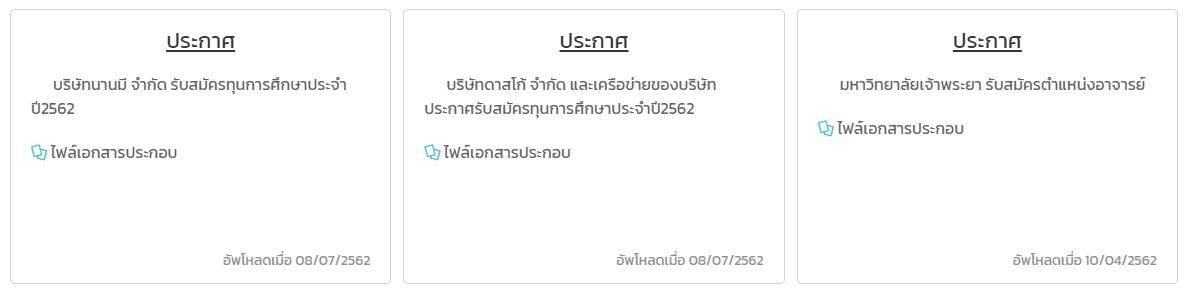 ประกาศ
บริษัทนานมี จำกัด รับสมัครทุนการศึกษาประจำ
ปี2562
ไฟล์เอกสารประกอบ
อัพโหลดเมื่อ 08/07/2562
ประกาศ
บริษัทดาสโก้ จำกัด และเครือข่ายของบริษัท
ประกาศรับสมัครทุนการศึกษาประจำปี2562
ไฟล์เอกสารประกอบ
อัพโหลดเมื่อ 08/07/2562
ประกาศ
มหาวิทยาลัยเจ้าพระยา รับสมัครตำแหน่งอาจารย์
ไฟล์เอกสารประกอบ
อัพโหลดเมื่อ 10/04/2562